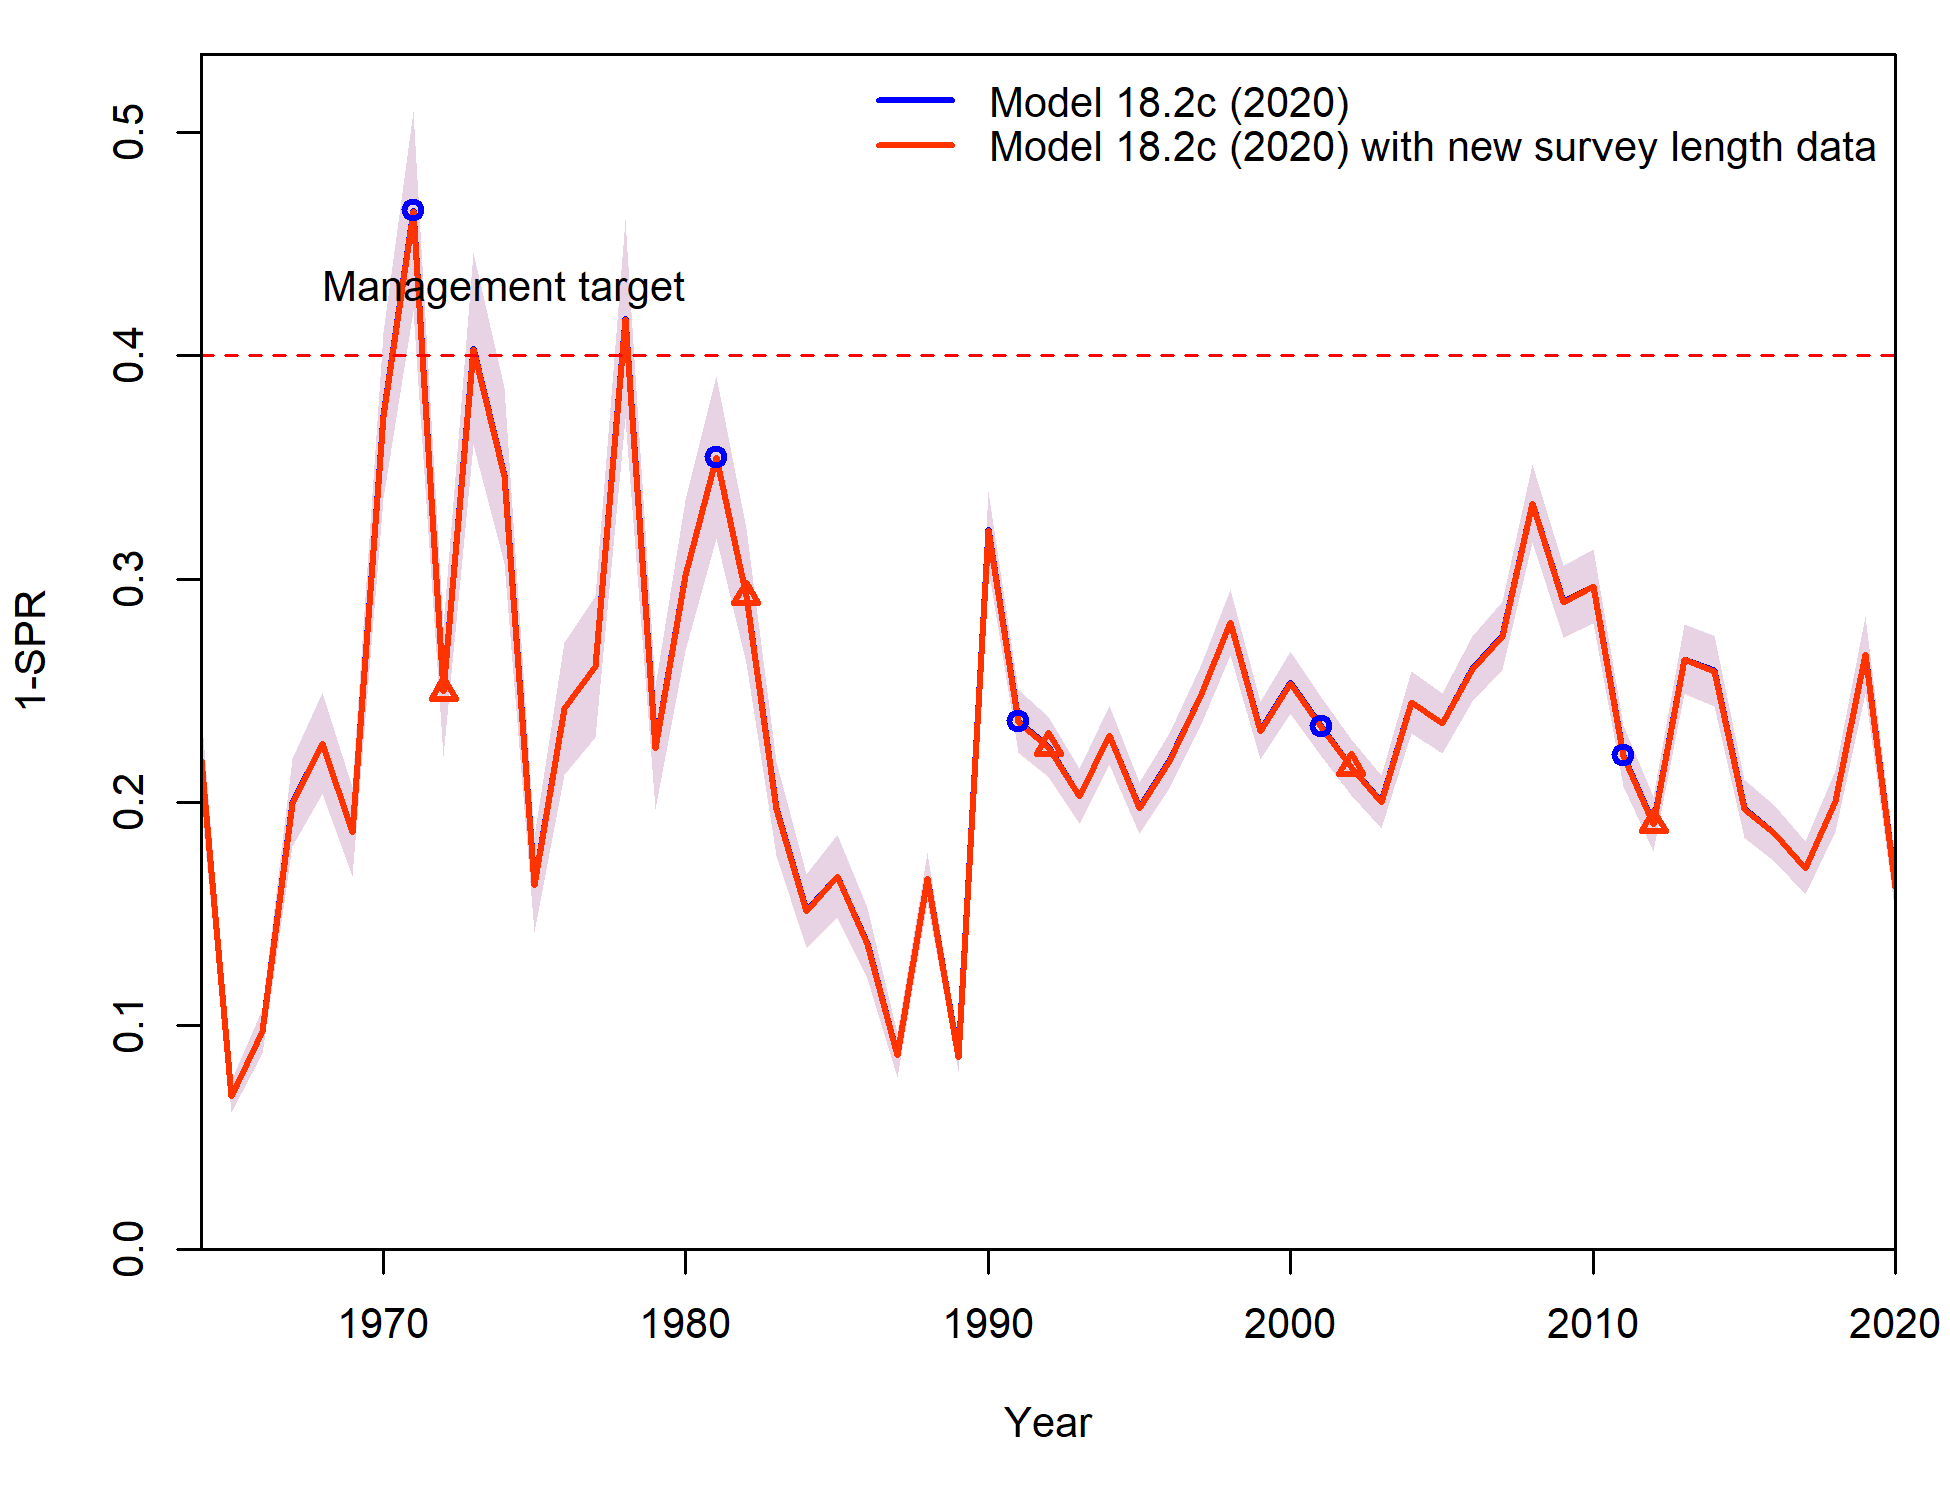 Model 18.2c (2020)
Model 18.2c (2020) with new survey length data
Management target
1-SPR
0.5
0.4
0.3
0.2
0.1
0.0
1970 1980 1990 2000 2010 2020
Year